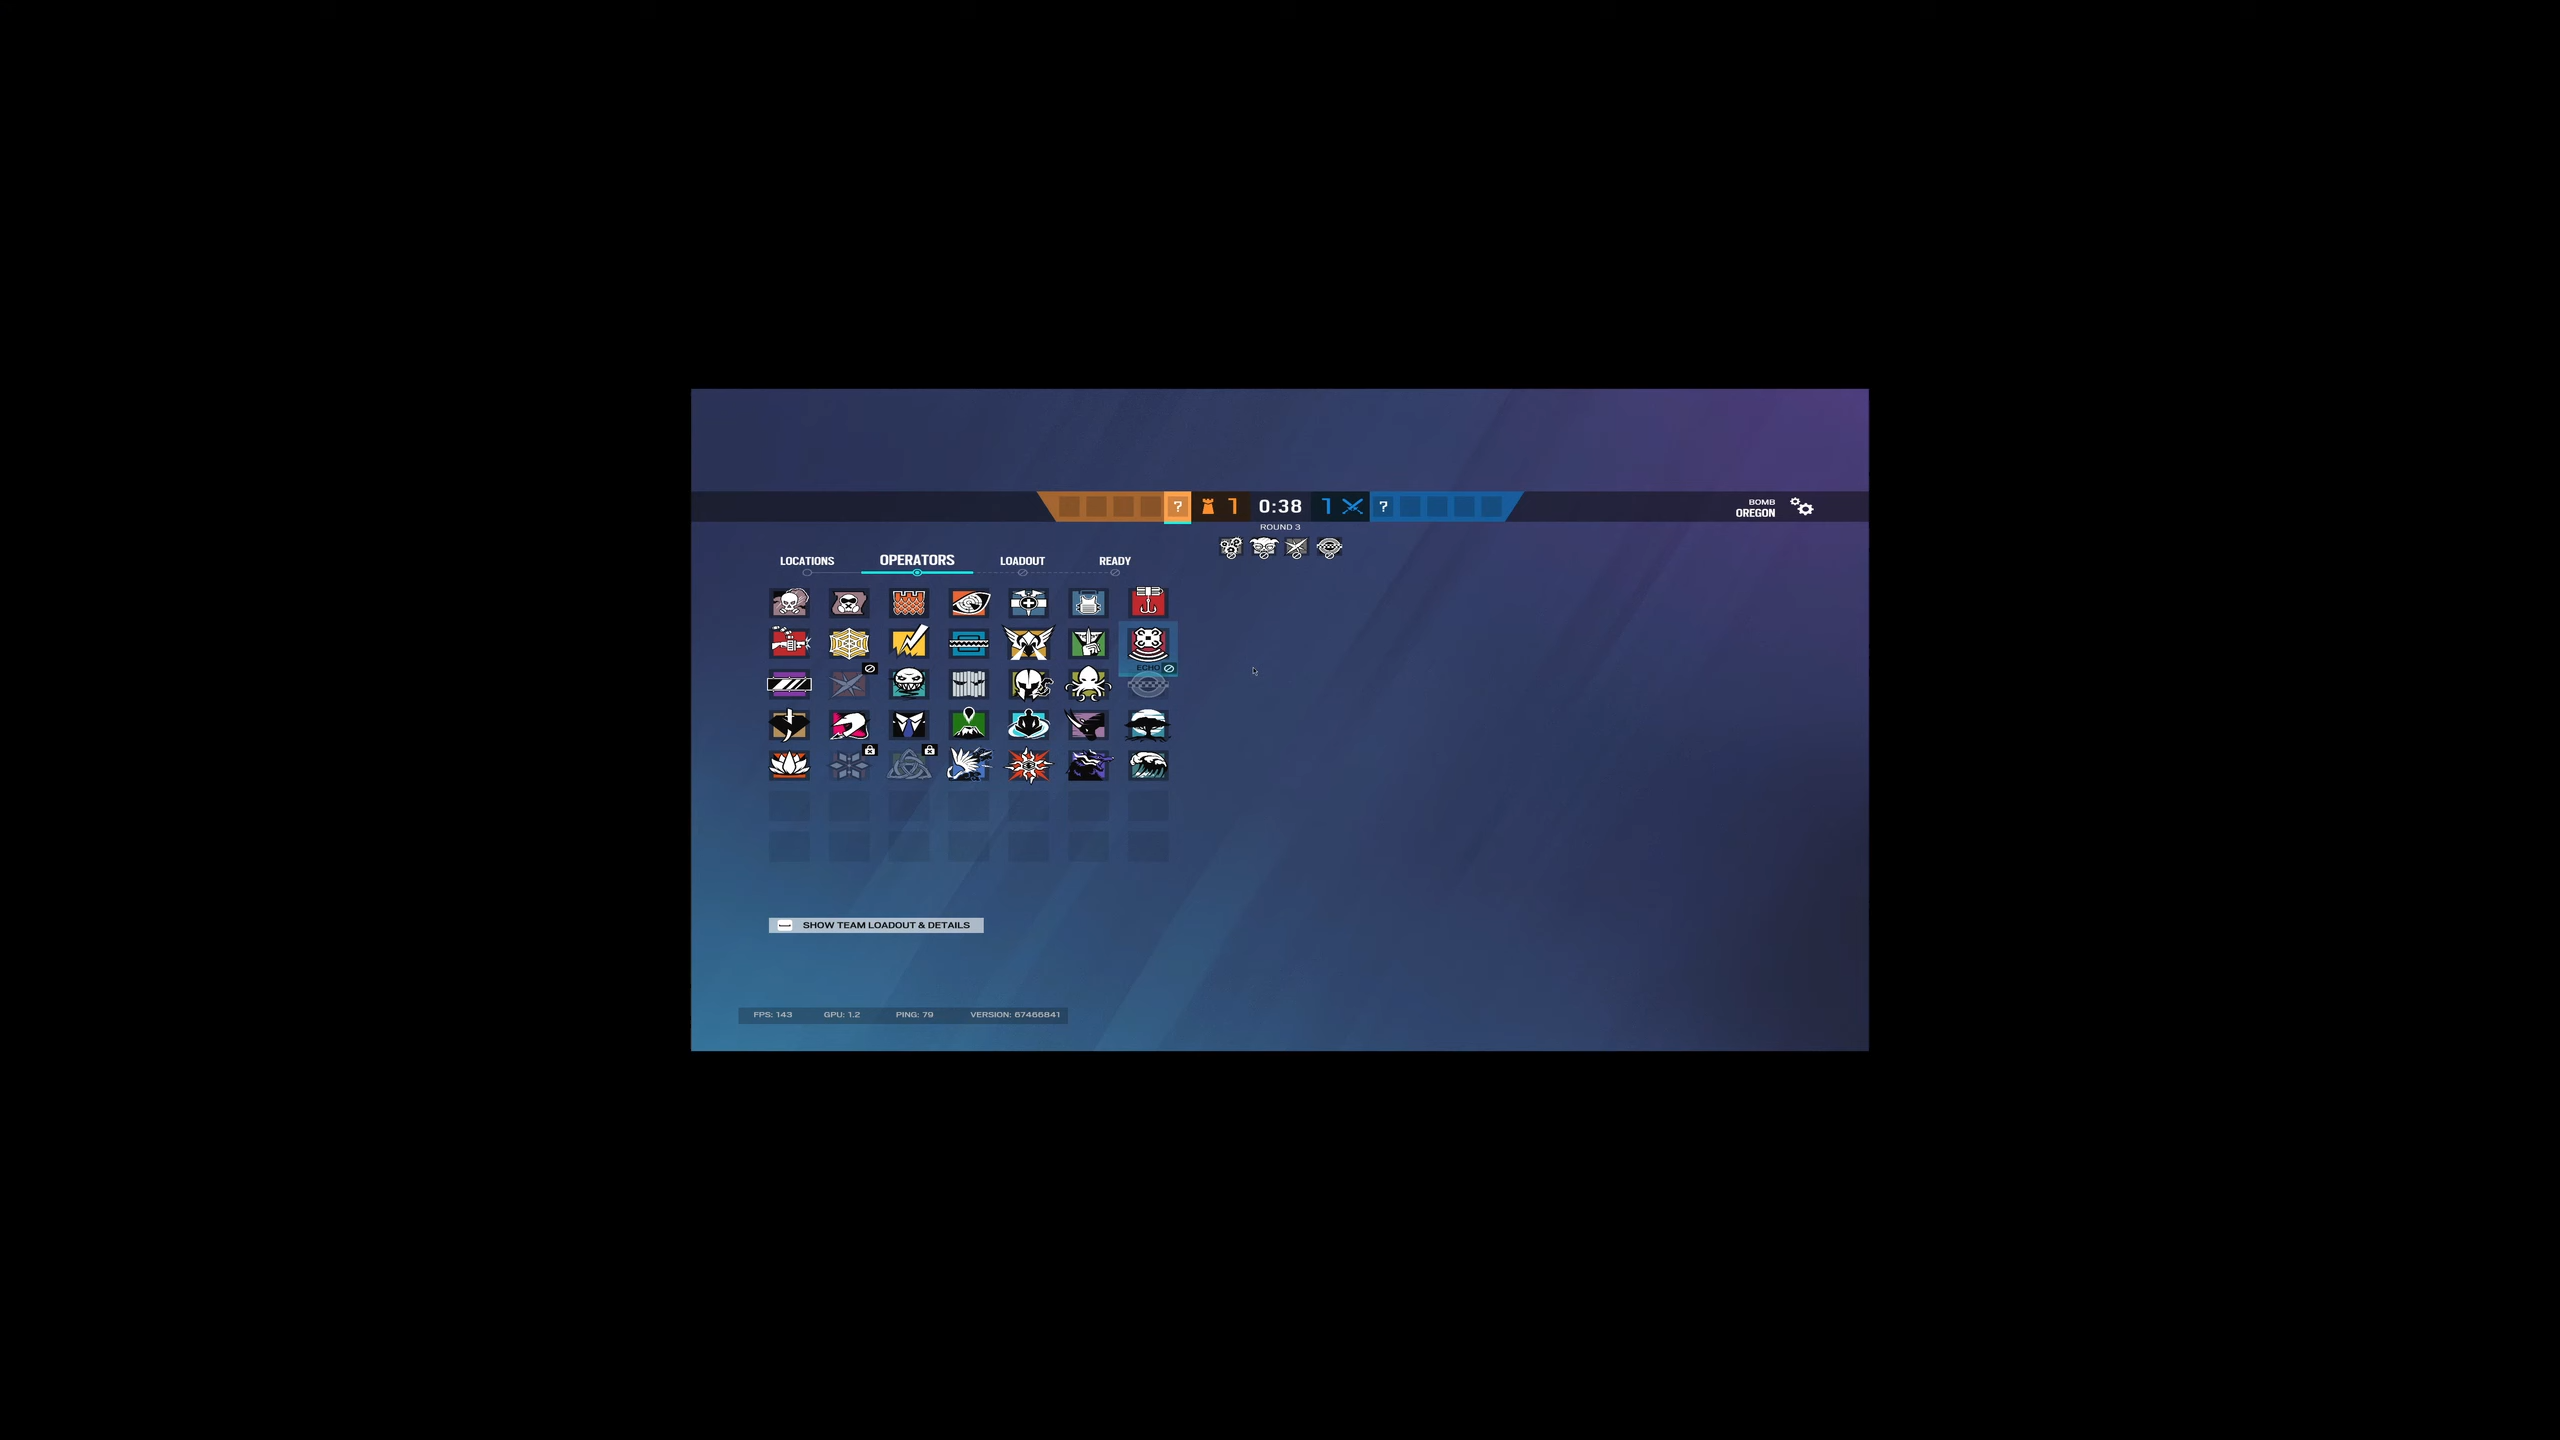 ? 1 0:38 1 ?
BOMB
OREGON
ROUND 3
LOCATIONS OPERATORS LOADOUT READY
ECHO
SHOW TEAM LOADOUT & DETAILS
FPS: 143 GPU: 1.2 PING: 79 VERSION: 67466841